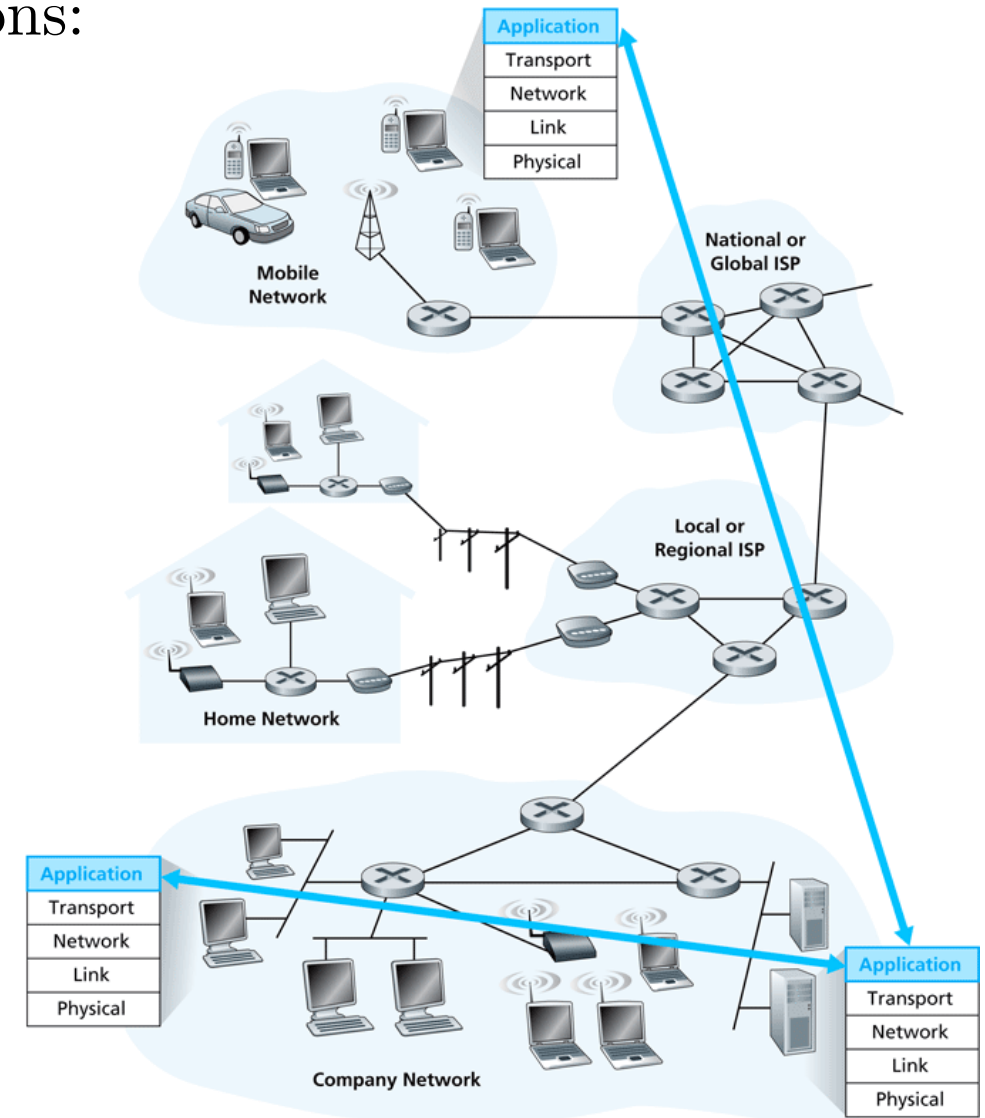 ons:
Application
Transport
Network
Link
Physical
National or
Global ISP
Mobile
Network
Local or
Regional ISP
Home Network
Application
Transport
Network
Link
Physical
Application
Transport
Network
Link
Physical
Company Network